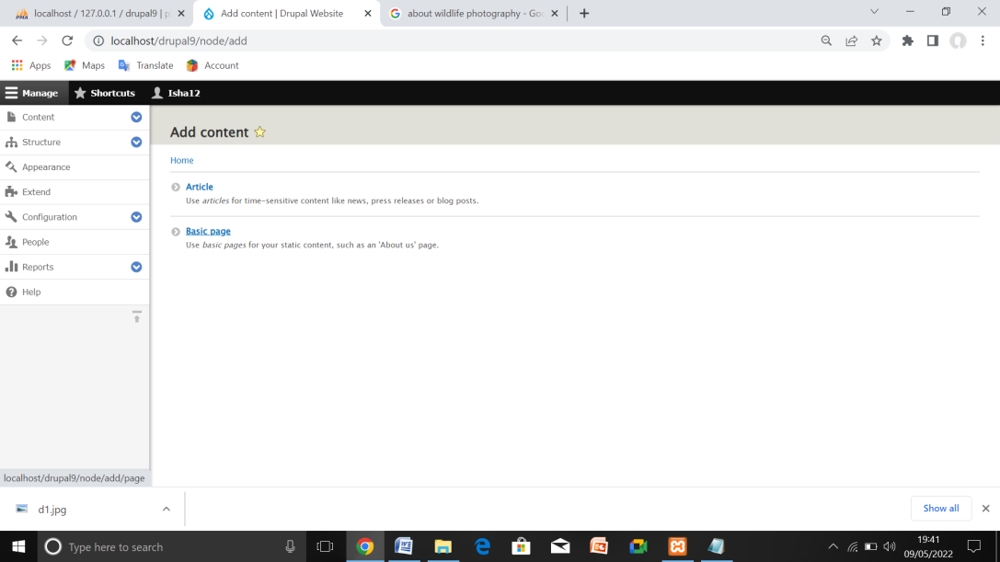 localhost / 127.0.0.1 / drupal9 | p
Add content | Drupal Website
about wildlife photography - Goo
localhost/drupal9/node/add
Apps
Maps
Translate
Account
Manage
Shortcuts
Isha12
Content
Structure
Appearance
Extend
Configuration
People
Reports
Help
Add content
Home
Article
Use articles for time-sensitive content like news, press releases or blog posts.
Basic page
Use basic pages for your static content, such as an 'About us' page.
localhost/drupal9/node/add/page
d1.jpg
Show all
Type here to search
19:41
09/05/2022